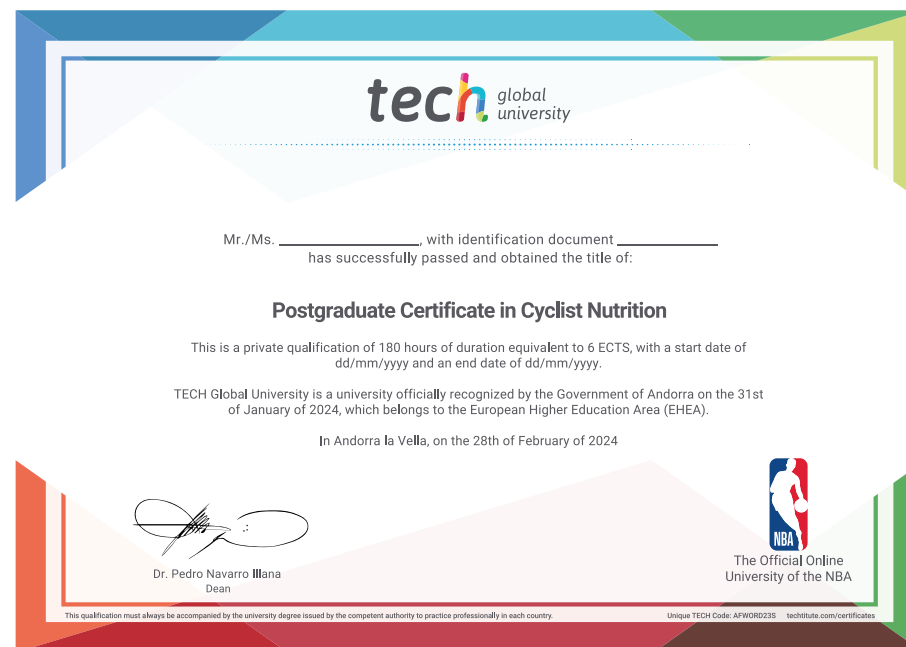 tech global university
Mr./Ms. ____________, with identification document ____________
has successfully passed and obtained the title of:
Postgraduate Certificate in Cyclist Nutrition
This is a private qualification of 180 hours of duration equivalent to 6 ECTS, with a start date of
dd/mm/yyyy and an end date of dd/mm/yyyy.
TECH Global University is a university officially recognized by the Government of Andorra on the 31st
of January of 2024, which belongs to the European Higher Education Area (EHEA).
In Andorra la Vella, on the 28th of February of 2024
NBA
Dr. Pedro Navarro Illana
Dean
The Official Online
University of the NBA
This qualification must always be accompanied by the university degree issued by the competent authority to practice professionally in each country.
Unique TECH Code: AFWORD23S techtitute.com/certificates